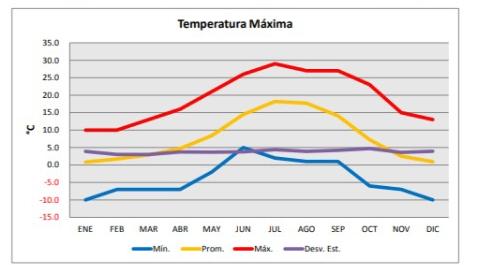 Temperatura Máxima
35.0
30.0
25.0
20.0
15.0
10.0
5.0
0.0
-5.0
-10.0
-15.0
°C
ENE FEB MAR ABR MAY JUN JUL AGO SEP OCT NOV DIC
Mín. Prom. Máx. Desv. Est.